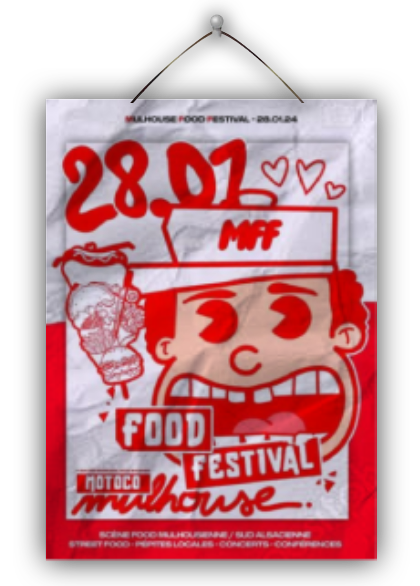 MULHOUSE FOOD FESTIVAL - 28.01.24
28.01
MFF
FOOD
FESTIVAL
MOTOCO
mulhouse
SCÈNE FOOD MULHOUSIENNE / SUD ALSACIENNE
STREET FOOD - PÉPITES LOCALES - CONCERTS - CONFÉRENCES